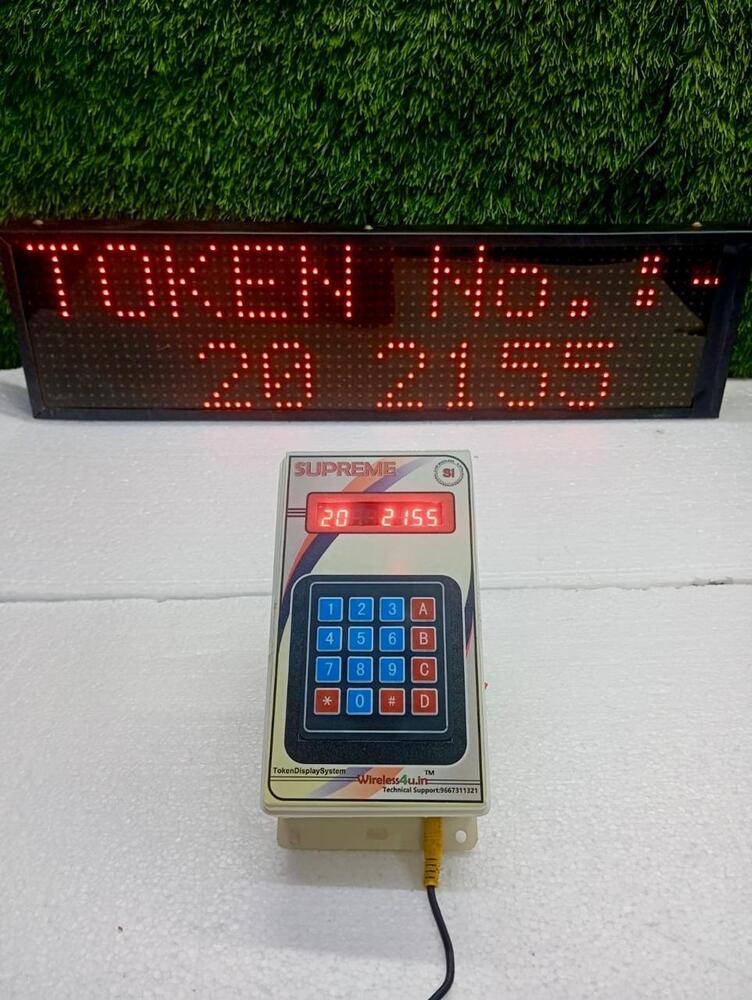 TOKEN No.:-
20 2155
SUPREME
SI
20 2155
1 2 3 A
4 5 6 B
7 8 9 C
* 0 # D
TokenDisplaySystem
Wireless4u.in™
Technical Support:9667311321